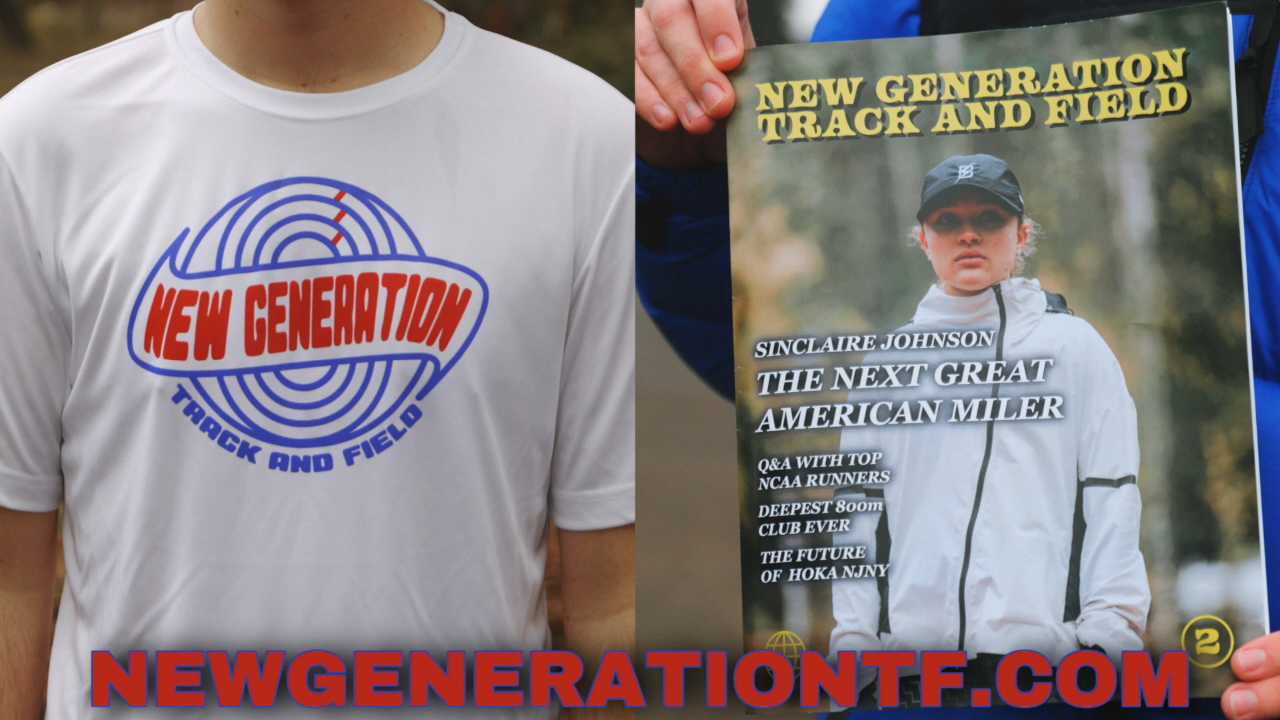 NEW GENERATION
TRACK AND FIELD
NEW GENERATION
TRACK AND FIELD
SINCLAIRE JOHNSON
THE NEXT GREAT
AMERICAN MILER
Q&A WITH TOP
NCAA RUNNERS
DEEPEST 800m
CLUB EVER
THE FUTURE
OF HOKA NJNY
2
NEWGENERATIONTF.COM